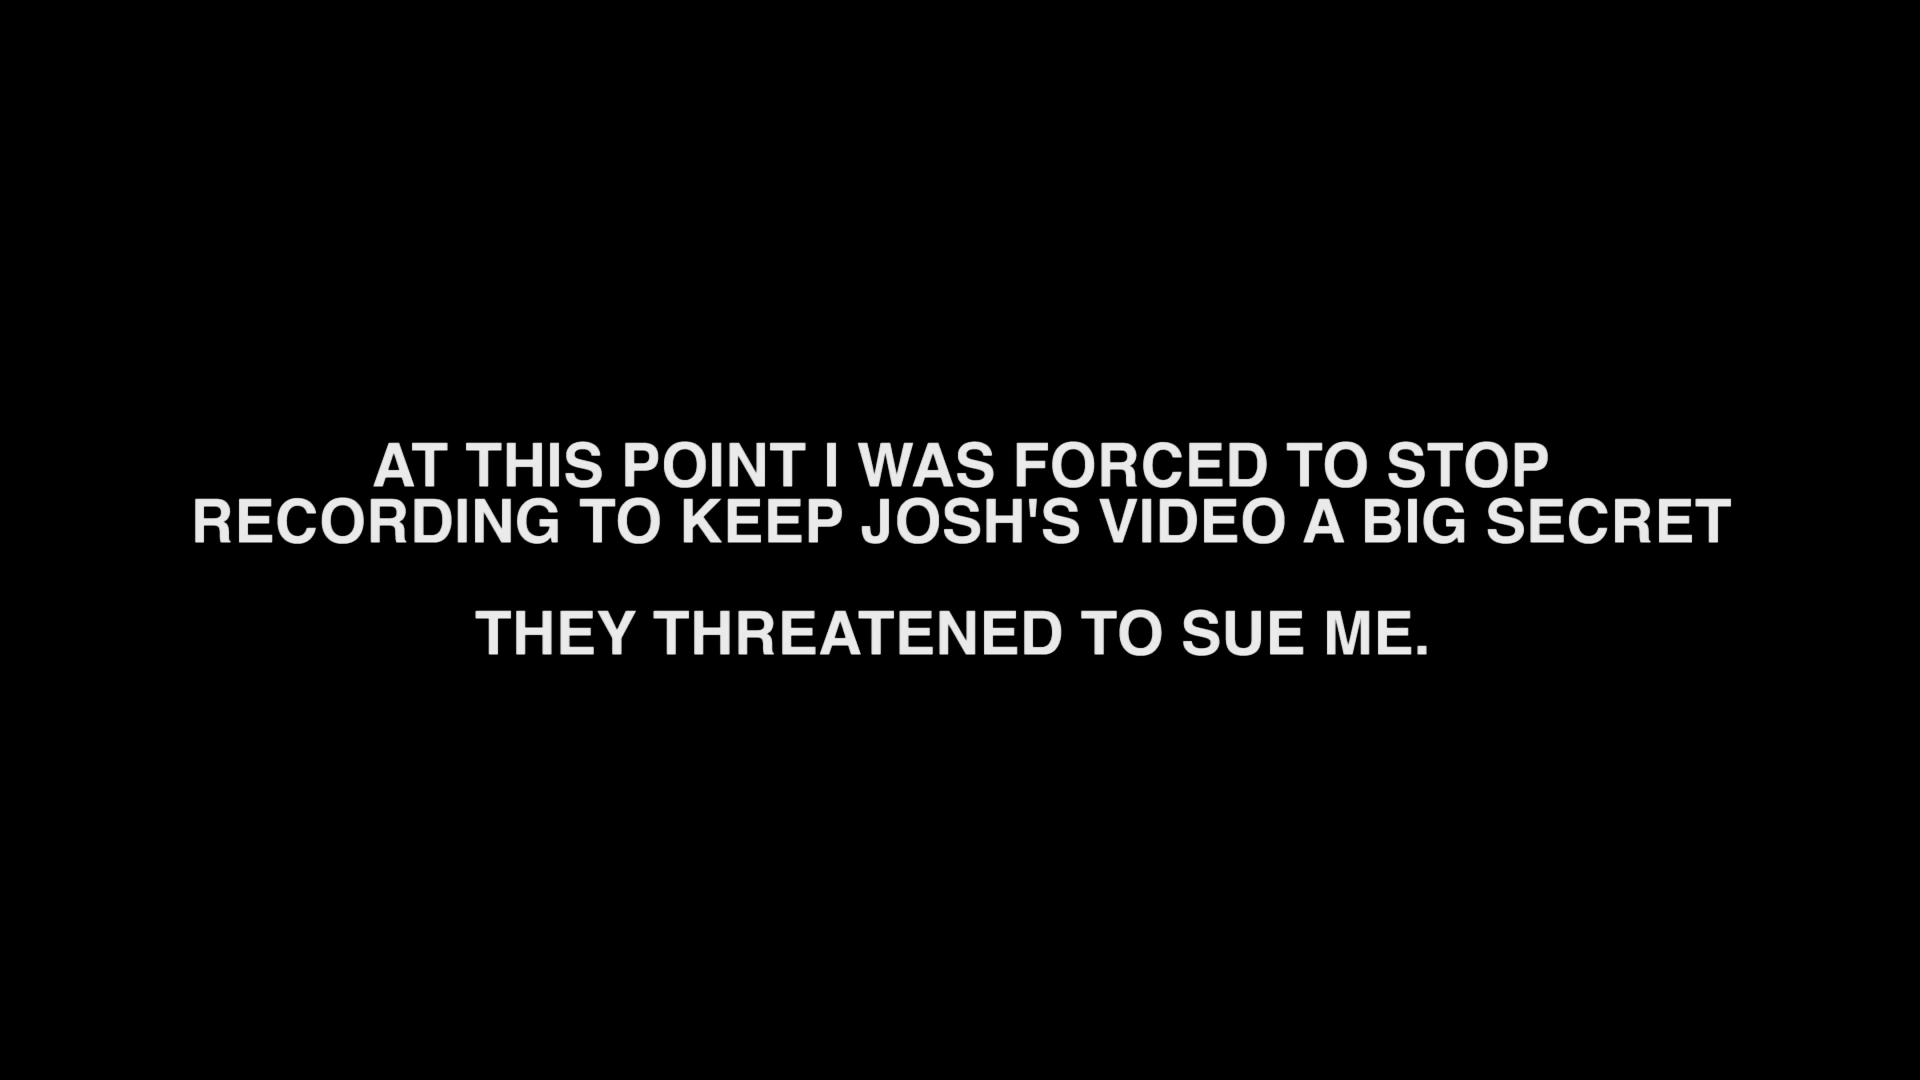 AT THIS POINT I WAS FORCED TO STOP
RECORDING TO KEEP JOSH'S VIDEO A BIG SECRET
THEY THREATENED TO SUE ME.